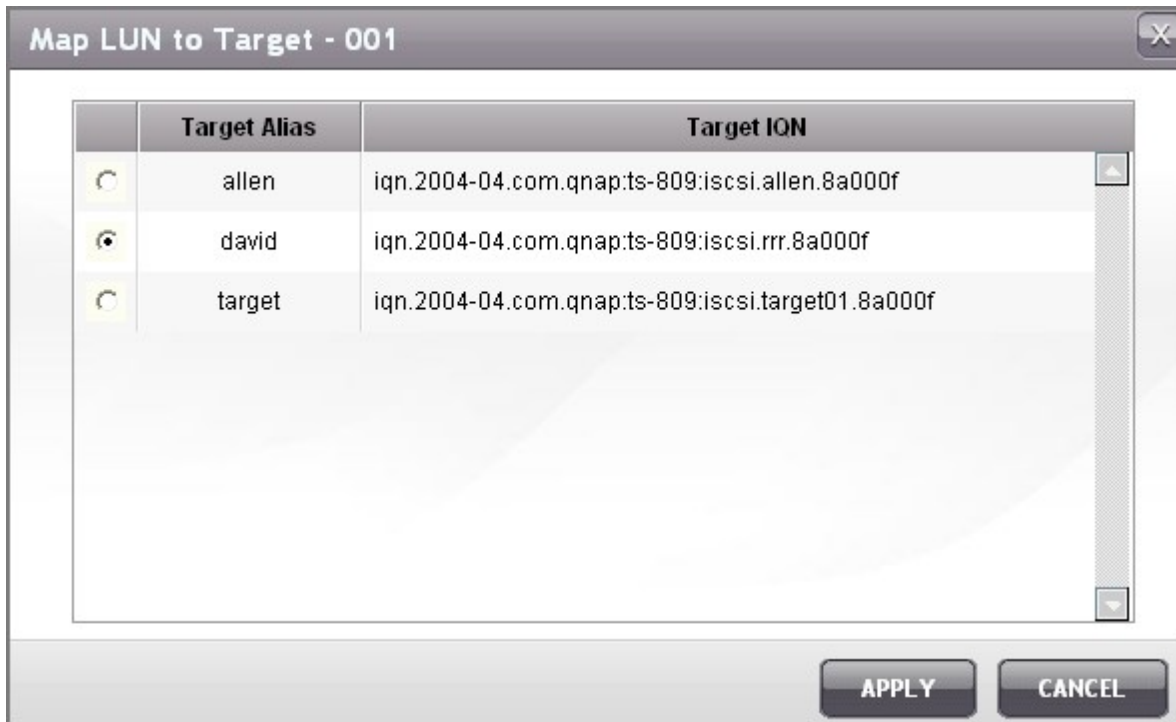 Map LUN to Target - 001
X
Target Alias Target IQN
allen iqn.2004-04.com.qnap:ts-809:iscsi.allen.8a000f
david iqn.2004-04.com.qnap:ts-809:iscsi.rrr.8a000f
target iqn.2004-04.com.qnap:ts-809:iscsi.target01.8a000f
APPLY CANCEL